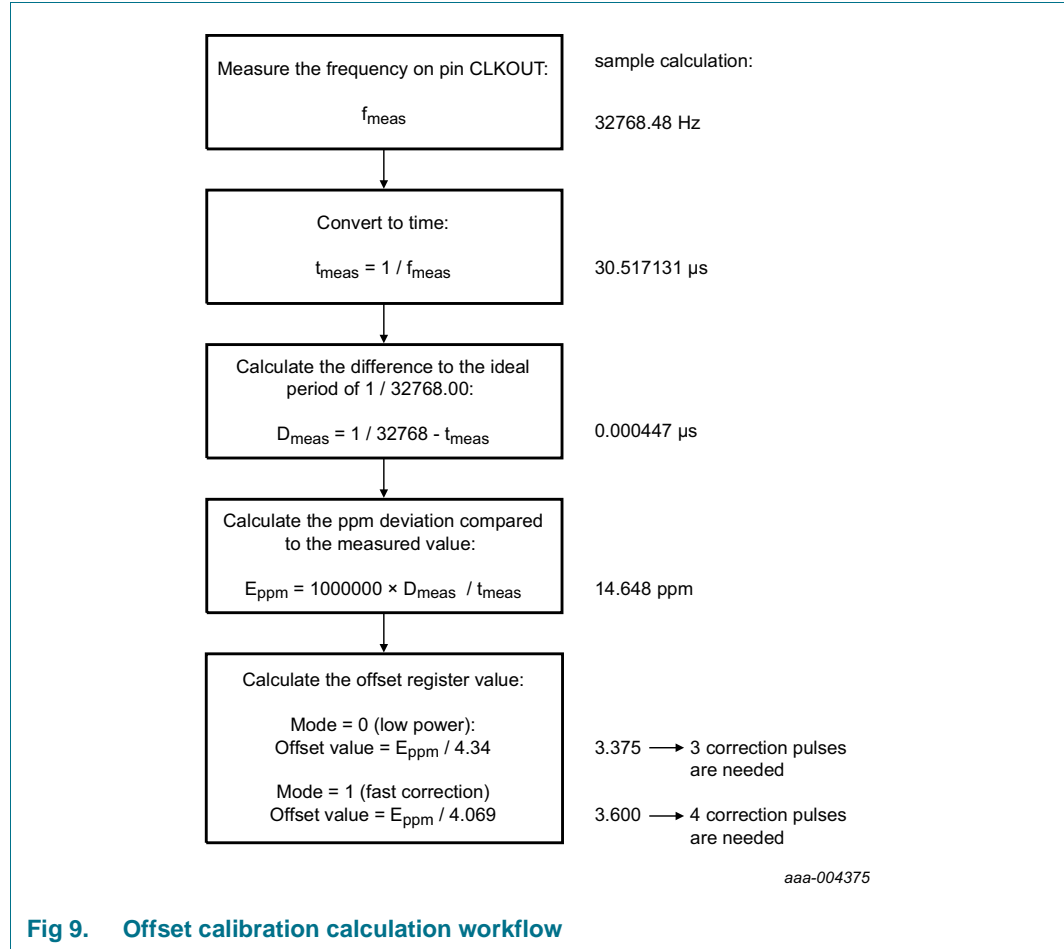 Measure the frequency on pin CLKOUT:
fmeas
sample calculation:
32768.48 Hz
Convert to time:
tmeas = 1 / fmeas
30.517131 μs
Calculate the difference to the ideal
period of 1 / 32768.00:
Dmeas = 1 / 32768 - tmeas
0.000447 μs
Calculate the ppm deviation compared
to the measured value:
Eppm = 1000000 × Dmeas / tmeas
14.648 ppm
Calculate the offset register value:
Mode = 0 (low power):
Offset value = Eppm / 4.34
3.375 → 3 correction pulses
are needed
Mode = 1 (fast correction)
Offset value = Eppm / 4.069
3.600 → 4 correction pulses
are needed
aaa-004375
Fig 9. Offset calibration calculation workflow